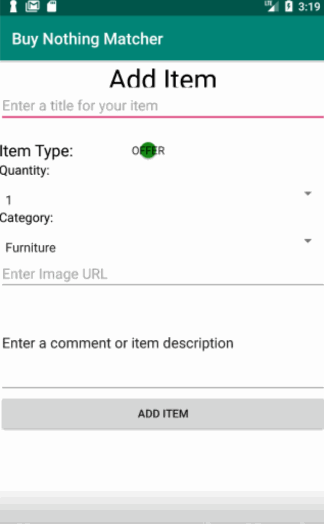 3:19
Buy Nothing Matcher
Add Item
Enter a title for your item
Item Type: OFFER
Quantity:
1
Category:
Furniture
Enter Image URL
Enter a comment or item description
ADD ITEM